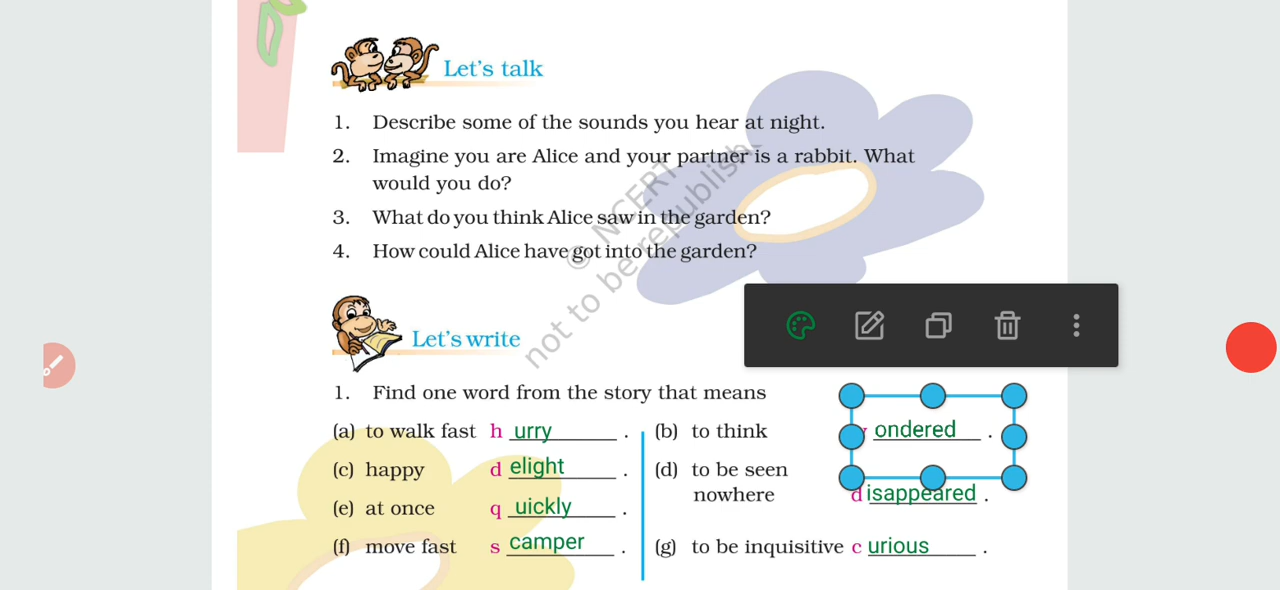 Let's talk
1. Describe some of the sounds you hear at night.
2. Imagine you are Alice and your partner is a rabbit. What
would you do?
3. What do you think Alice saw in the garden?
4. How could Alice have got into the garden?
© NCERT
not to be republish
Let's write
1. Find one word from the story that means
(a) to walk fast h urry .
(b) to think ondered .
(c) happy d elight .
(d) to be seen
nowhere d isappeared .
(e) at once q uickly .
(f) move fast s camper .
(g) to be inquisitive c urious .